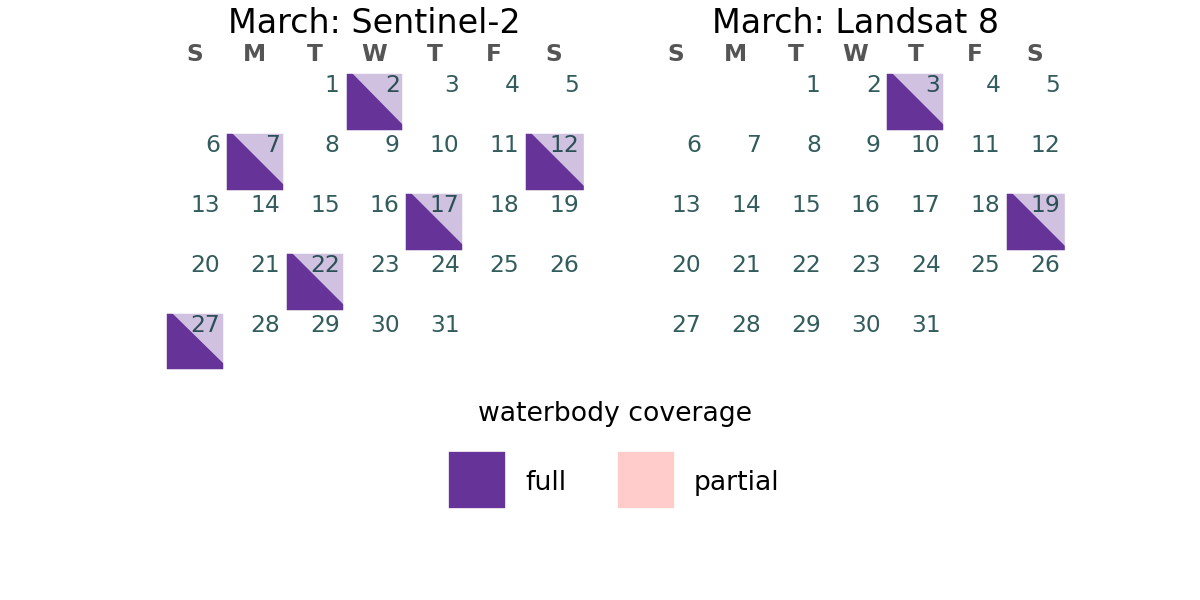 March: Sentinel-2
S M T W T F S
1 2 3 4 5
6 7 8 9 10 11 12
13 14 15 16 17 18 19
20 21 22 23 24 25 26
27 28 29 30 31
March: Landsat 8
S M T W T F S
1 2 3 4 5
6 7 8 9 10 11 12
13 14 15 16 17 18 19
20 21 22 23 24 25 26
27 28 29 30 31
waterbody coverage
full partial